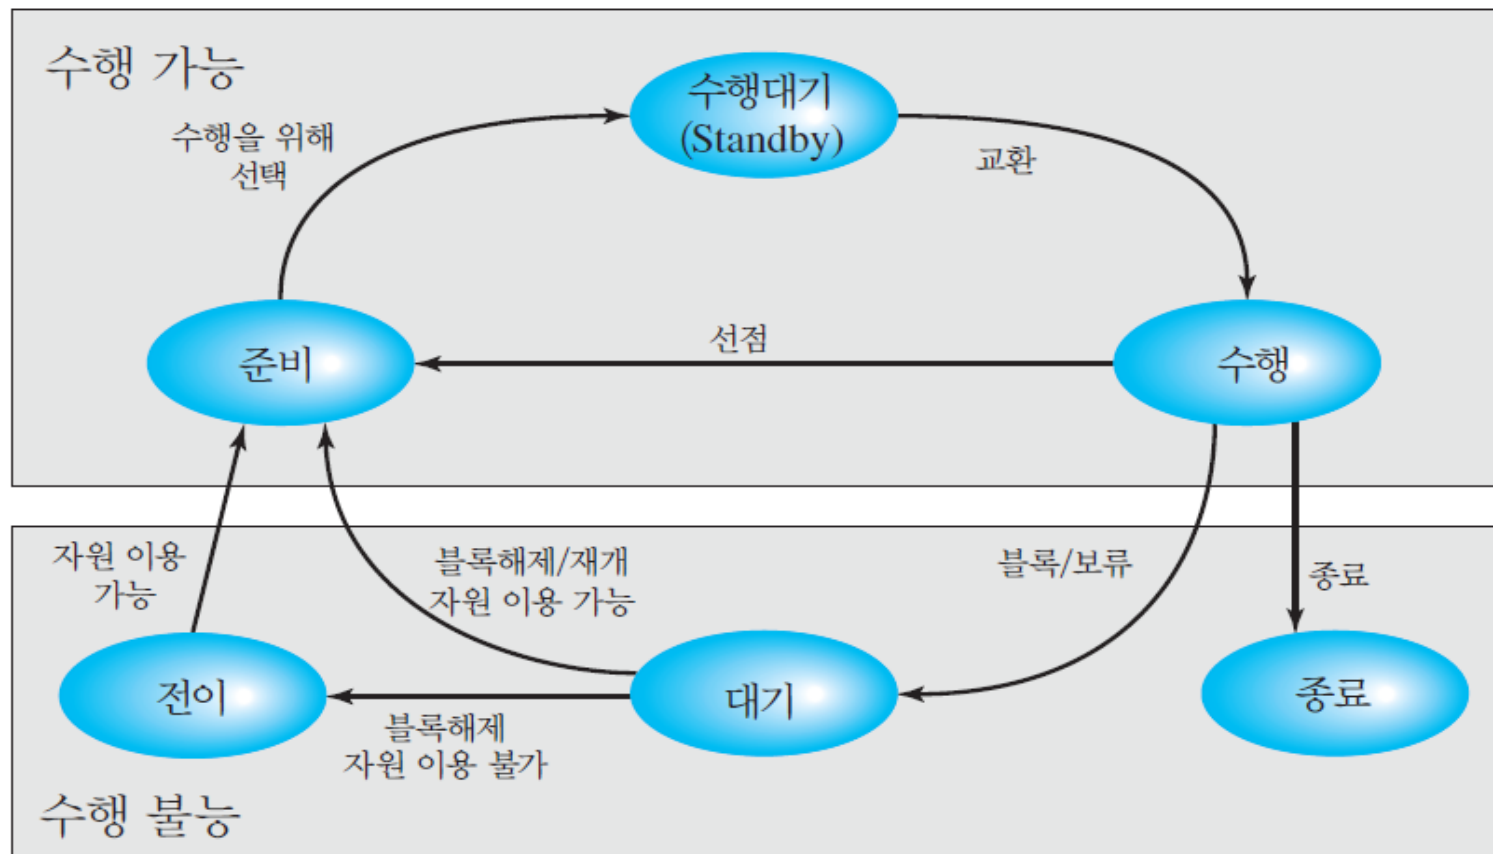 수행 가능
수행대기
(Standby)
수행을 위해
선택
교환
준비
선점
수행
자원 이용
가능
블록해제/재개
자원 이용 가능
블록/보류
종료
전이
대기
종료
블록해제
자원 이용 불가
수행 불능